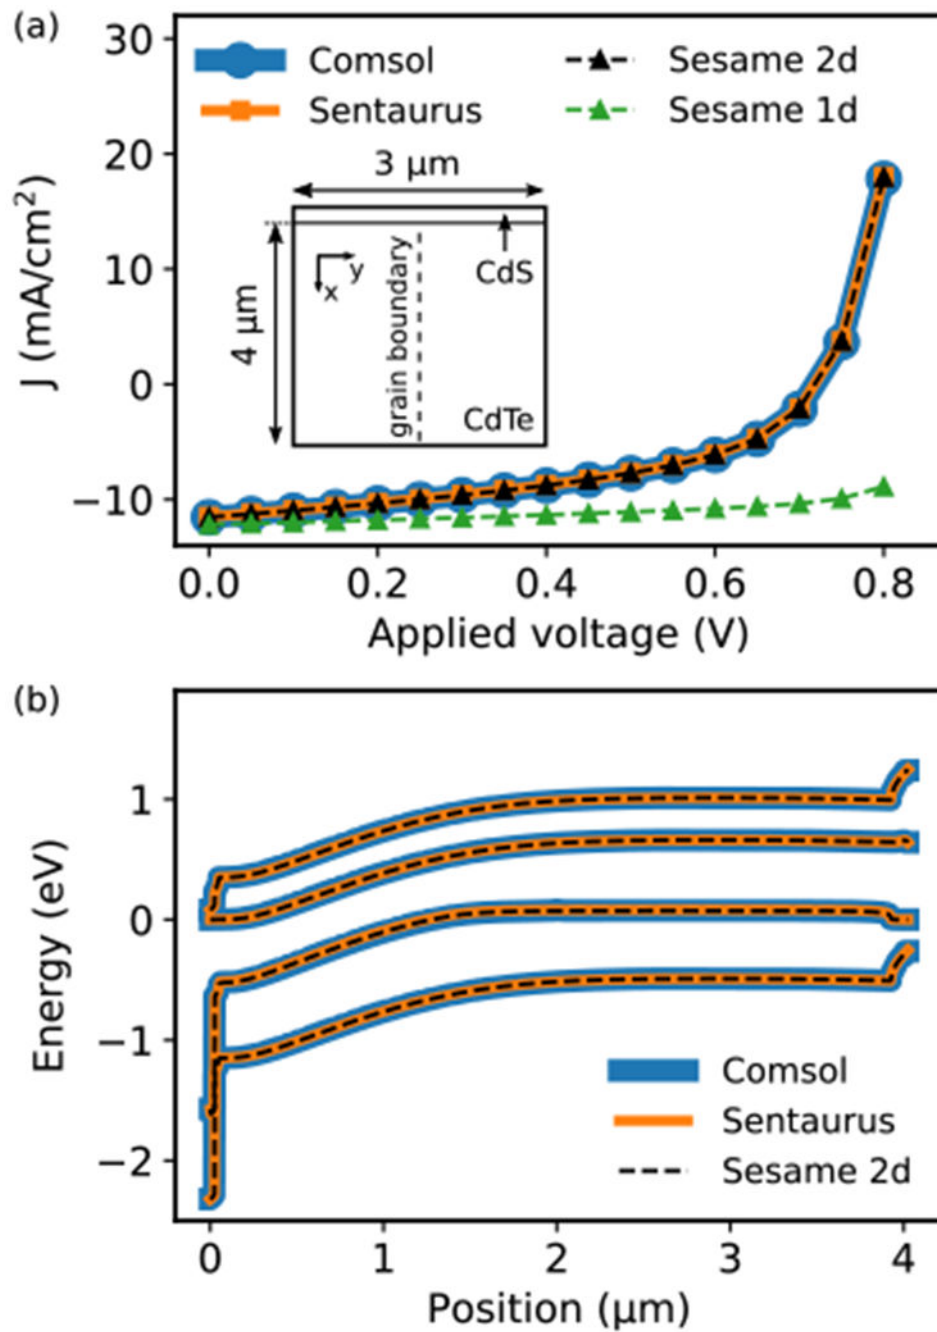 (a)
30
20
10
0
−10
J (mA/cm²)
Comsol
Sentaurus
Sesame 2d
Sesame 1d
3 μm
4 μm
y
x
grain boundary
CdS
CdTe
0.0 0.2 0.4 0.6 0.8
Applied voltage (V)
(b)
1
0
−1
−2
Energy (eV)
Comsol
Sentaurus
Sesame 2d
0 1 2 3 4
Position (μm)